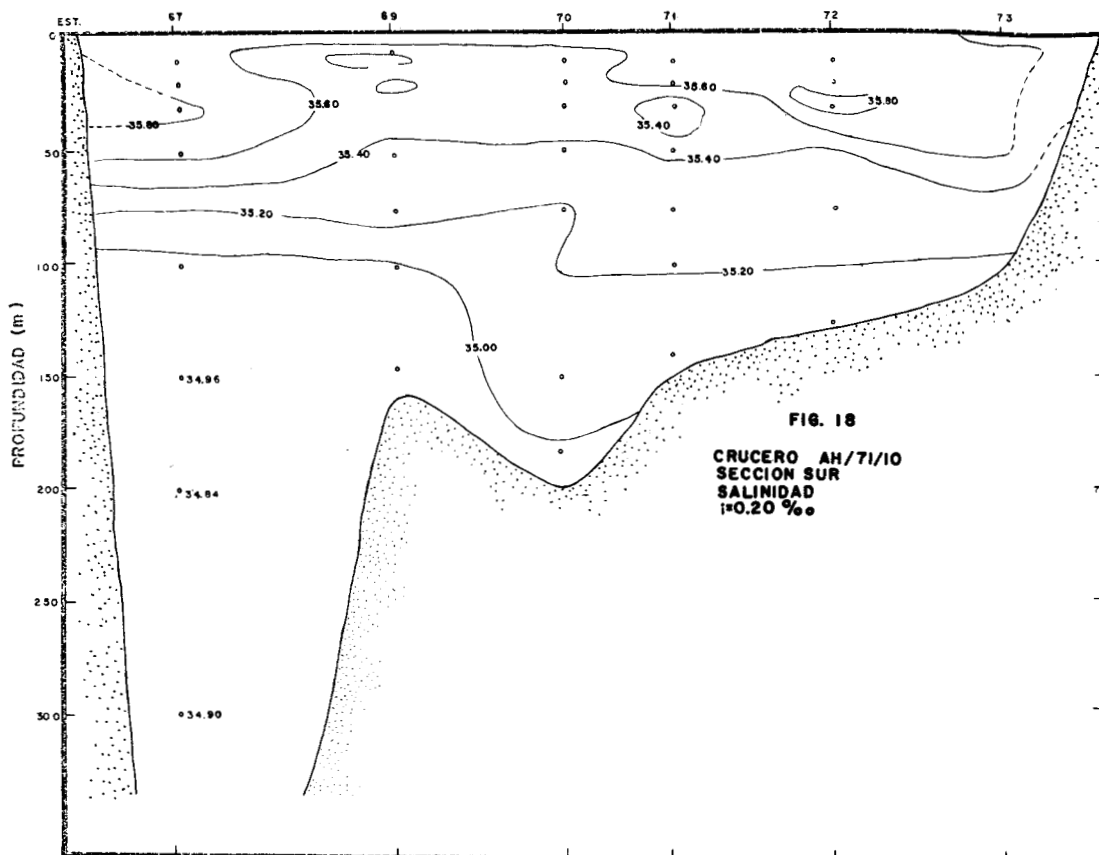 EST. 67 69 70 71 72 73
0
35.60
35.80
35.60
35.80
35.40
50
35.40
35.40
35.20
100
35.20
35.00
PROFUNDIDAD (m)
150
34.96
FIG. 18
CRUCERO AH/71/10
SECCION SUR
SALINIDAD
i=0.20 ‰
200
34.84
250
300
34.90